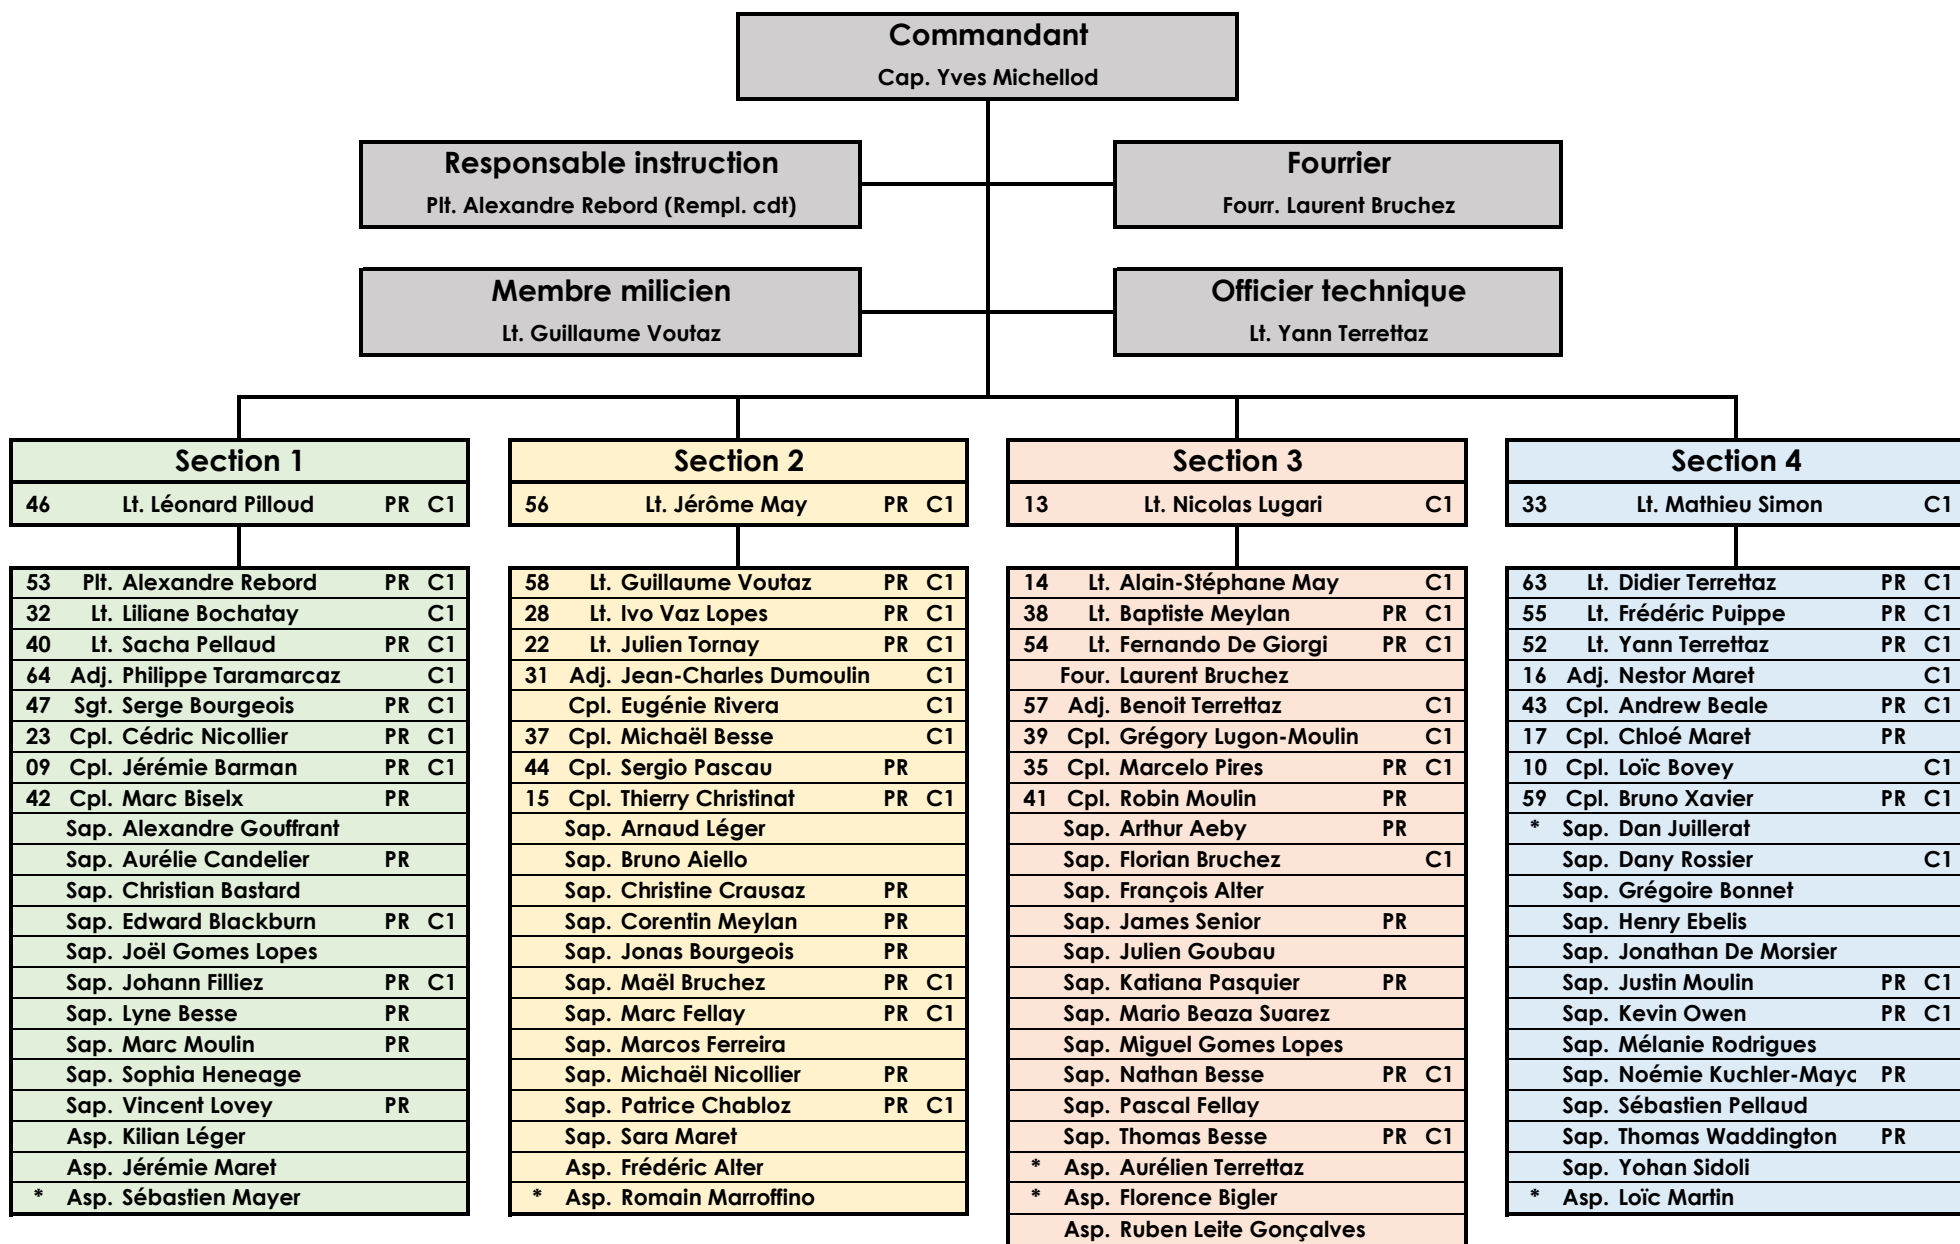 Commandant
Cap. Yves Michellod
Responsable instruction
Plt. Alexandre Rebord (Rempl. cdt)
Fourrier
Fourr. Laurent Bruchez
Membre milicien
Lt. Guillaume Voutaz
Officier technique
Lt. Yann Terrettaz
Section 1
46 Lt. Léonard Pilloud PR C1
53 Plt. Alexandre Rebord PR C1
32 Lt. Liliane Bochatay C1
40 Lt. Sacha Pellaud PR C1
64 Adj. Philippe Taramarcaz C1
47 Sgt. Serge Bourgeois PR C1
23 Cpl. Cédric Nicollier PR C1
09 Cpl. Jérémie Barman PR C1
42 Cpl. Marc Biselx PR
Sap. Alexandre Gouffrant
Sap. Aurélie Candelier PR
Sap. Christian Bastard
Sap. Edward Blackburn PR C1
Sap. Joël Gomes Lopes
Sap. Johann Filliez PR C1
Sap. Lyne Besse PR
Sap. Marc Moulin PR
Sap. Sophia Heneage
Sap. Vincent Lovey PR
Asp. Kilian Léger
Asp. Jérémie Maret
* Asp. Sébastien Mayer
Section 2
56 Lt. Jérôme May PR C1
58 Lt. Guillaume Voutaz PR C1
28 Lt. Ivo Vaz Lopes PR C1
22 Lt. Julien Tornay PR C1
31 Adj. Jean-Charles Dumoulin C1
Cpl. Eugénie Rivera C1
37 Cpl. Michaël Besse C1
44 Cpl. Sergio Pascau PR
15 Cpl. Thierry Christinat PR C1
Sap. Arnaud Léger
Sap. Bruno Aiello
Sap. Christine Crausaz PR
Sap. Corentin Meylan PR
Sap. Jonas Bourgeois PR
Sap. Maël Bruchez PR C1
Sap. Marc Fellay PR C1
Sap. Marcos Ferreira
Sap. Michaël Nicollier PR
Sap. Patrice Chabloz PR C1
Sap. Sara Maret
Asp. Frédéric Alter
* Asp. Romain Marroffino
Section 3
13 Lt. Nicolas Lugari C1
14 Lt. Alain-Stéphane May C1
38 Lt. Baptiste Meylan PR C1
54 Lt. Fernando De Giorgi PR C1
Four. Laurent Bruchez
57 Adj. Benoit Terrettaz C1
39 Cpl. Grégory Lugon-Moulin C1
35 Cpl. Marcelo Pires PR C1
41 Cpl. Robin Moulin PR
Sap. Arthur Aeby PR
Sap. Florian Bruchez C1
Sap. François Alter
Sap. James Senior PR
Sap. Julien Goubau
Sap. Katiana Pasquier PR
Sap. Mario Beaza Suarez
Sap. Miguel Gomes Lopes
Sap. Nathan Besse PR C1
Sap. Pascal Fellay
Sap. Thomas Besse PR C1
* Asp. Aurélien Terrettaz
* Asp. Florence Bigler
Asp. Ruben Leite Gonçalves
Section 4
33 Lt. Mathieu Simon C1
63 Lt. Didier Terrettaz PR C1
55 Lt. Frédéric Puippe PR C1
52 Lt. Yann Terrettaz PR C1
16 Adj. Nestor Maret C1
43 Cpl. Andrew Beale PR C1
17 Cpl. Chloé Maret PR
10 Cpl. Loïc Bovey C1
59 Cpl. Bruno Xavier PR C1
* Sap. Dan Juillerat
Sap. Dany Rossier C1
Sap. Grégoire Bonnet
Sap. Henry Ebelis
Sap. Jonathan De Morsier
Sap. Justin Moulin PR C1
Sap. Kevin Owen PR C1
Sap. Mélanie Rodrigues
Sap. Noémie PR
Sap. Sébastien Pellaud
Sap. Thomas Waddington PR
Sap. Yohan Sidoli
* Asp. Loïc Martin